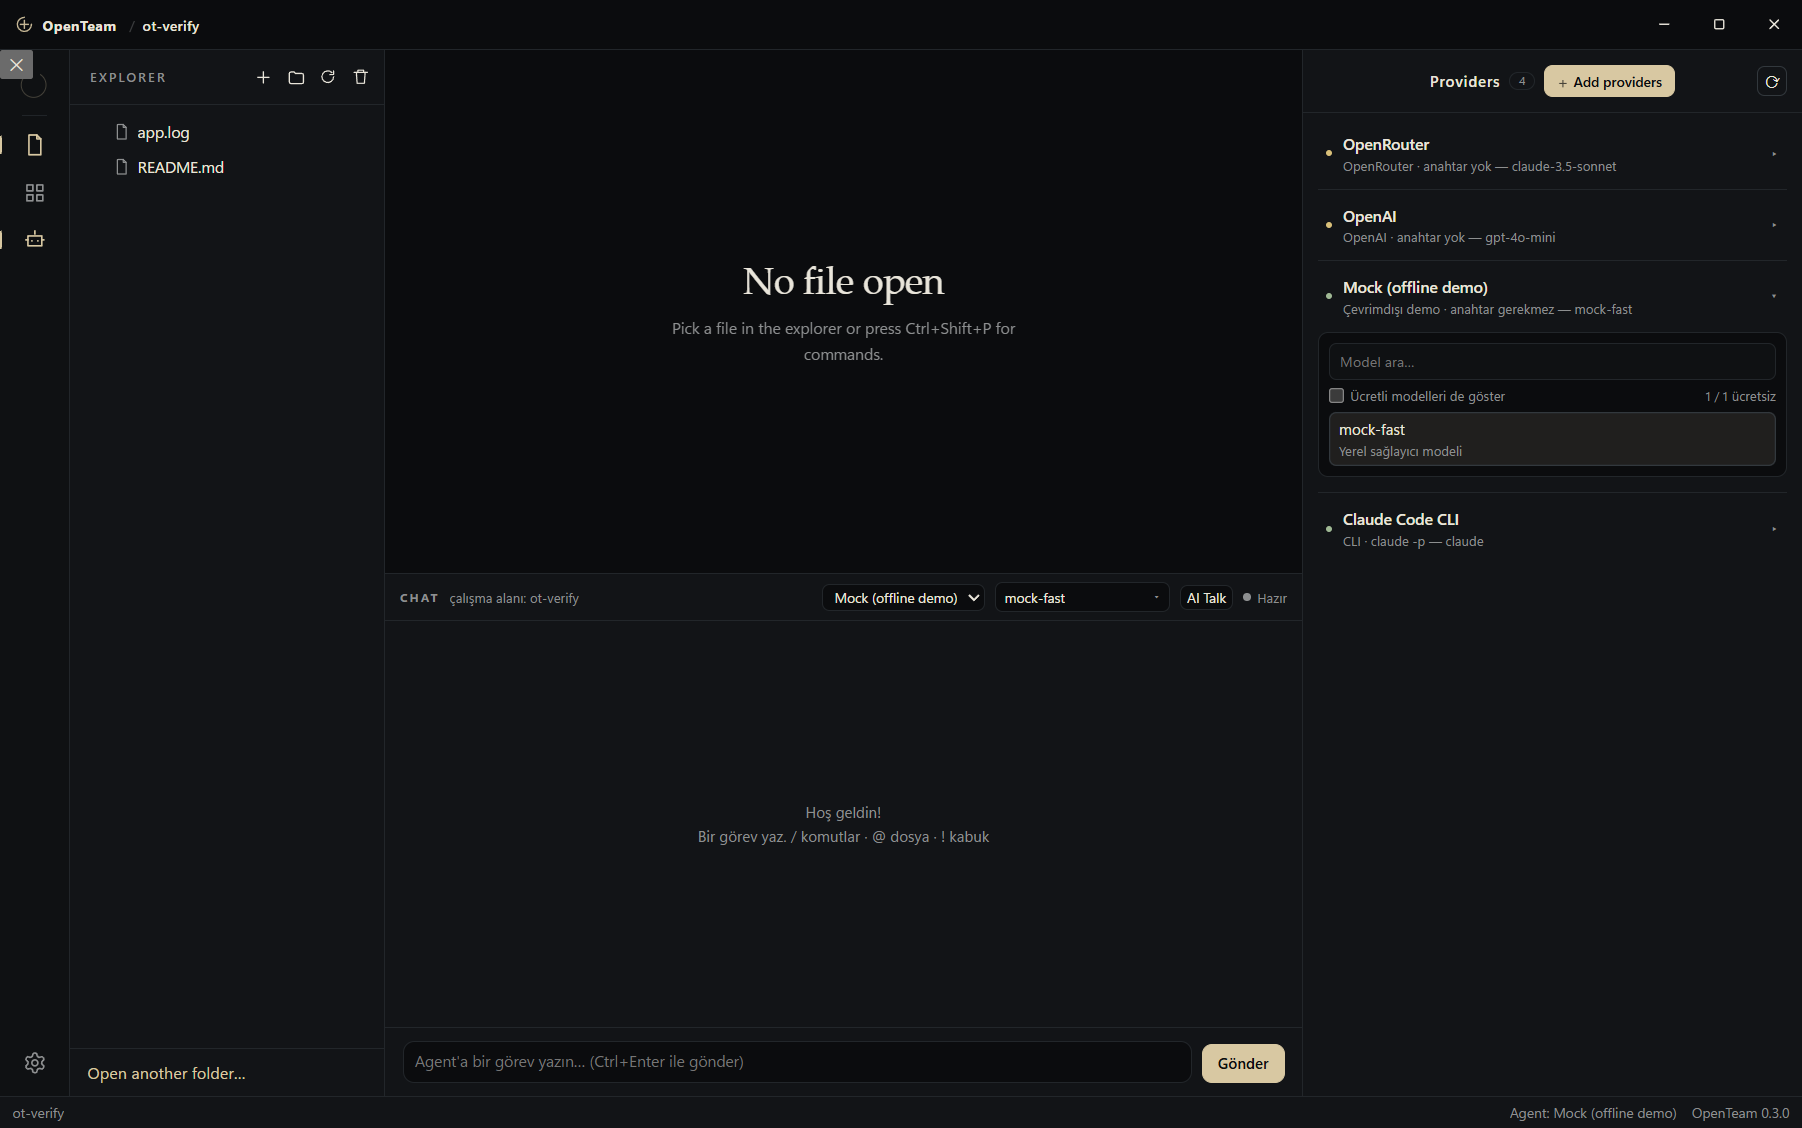 OpenTeam / ot-verify
EXPLORER
app.log
README.md
Open another folder...
No file open
Pick a file in the explorer or press Ctrl+Shift+P for
commands.
CHAT çalışma alanı: ot-verify Mock (offline demo) mock-fast AI Talk Hazır
Hoş geldin!
Bir görev yaz. / komutlar · @ dosya · ! kabuk
Agent'a bir görev yazın... (Ctrl+Enter ile gönder)
Gönder
Providers 4 + Add providers
OpenRouter
OpenRouter · anahtar yok — claude-3.5-sonnet
OpenAI
OpenAI · anahtar yok — gpt-4o-mini
Mock (offline demo)
Çevrimdışı demo · anahtar gerekmez — mock-fast
Model ara...
Ücretli modelleri de göster 1 / 1 ücretsiz
mock-fast
Yerel sağlayıcı modeli
Claude Code CLI
CLI · claude -p — claude
ot-verify
Agent: Mock (offline demo) OpenTeam 0.3.0